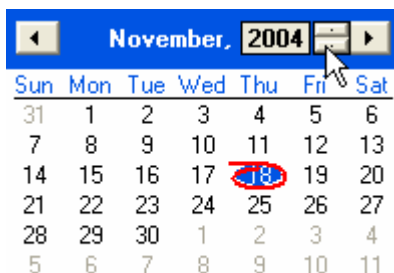 November, 2004
Sun Mon Tue Wed Thu Fri Sat
31 1 2 3 4 5 6
7 8 9 10 11 12 13
14 15 16 17 18 19 20
21 22 23 24 25 26 27
28 29 30 1 2 3 4
5 6 7 8 9 10 11